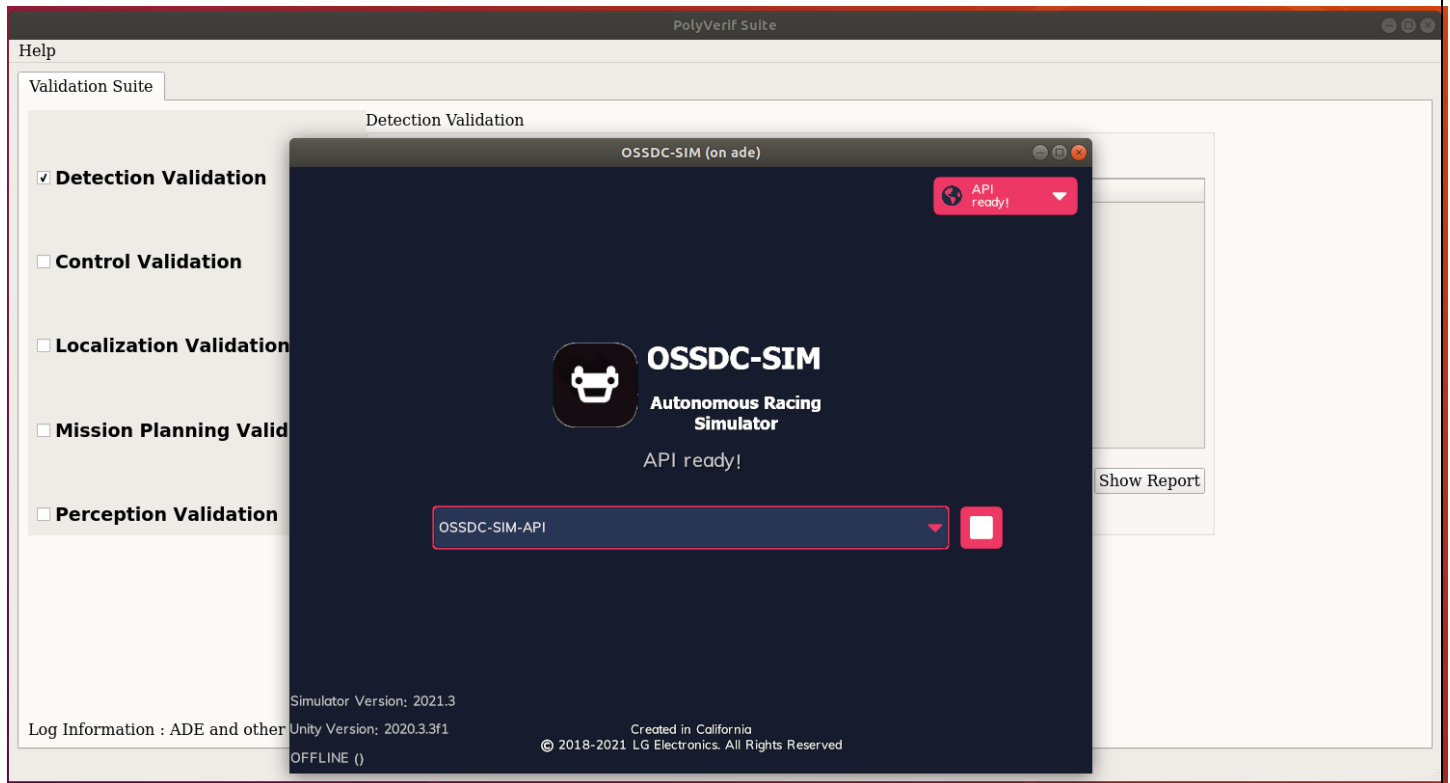 PolyVerif Suite
Help
Validation Suite
Detection Validation
Detection Validation
Control Validation
Localization Validation
Mission Planning Valid
Perception Validation
Show Report
Log Information : ADE and other
OSSDC-SIM (on ade)
API
ready!
OSSDC-SIM
Autonomous Racing
Simulator
API ready!
OSSDC-SIM-API
Simulator Version: 2021.3
Unity Version: 2020.3.3f1
OFFLINE ()
Created in California
© 2018-2021 LG Electronics. All Rights Reserved